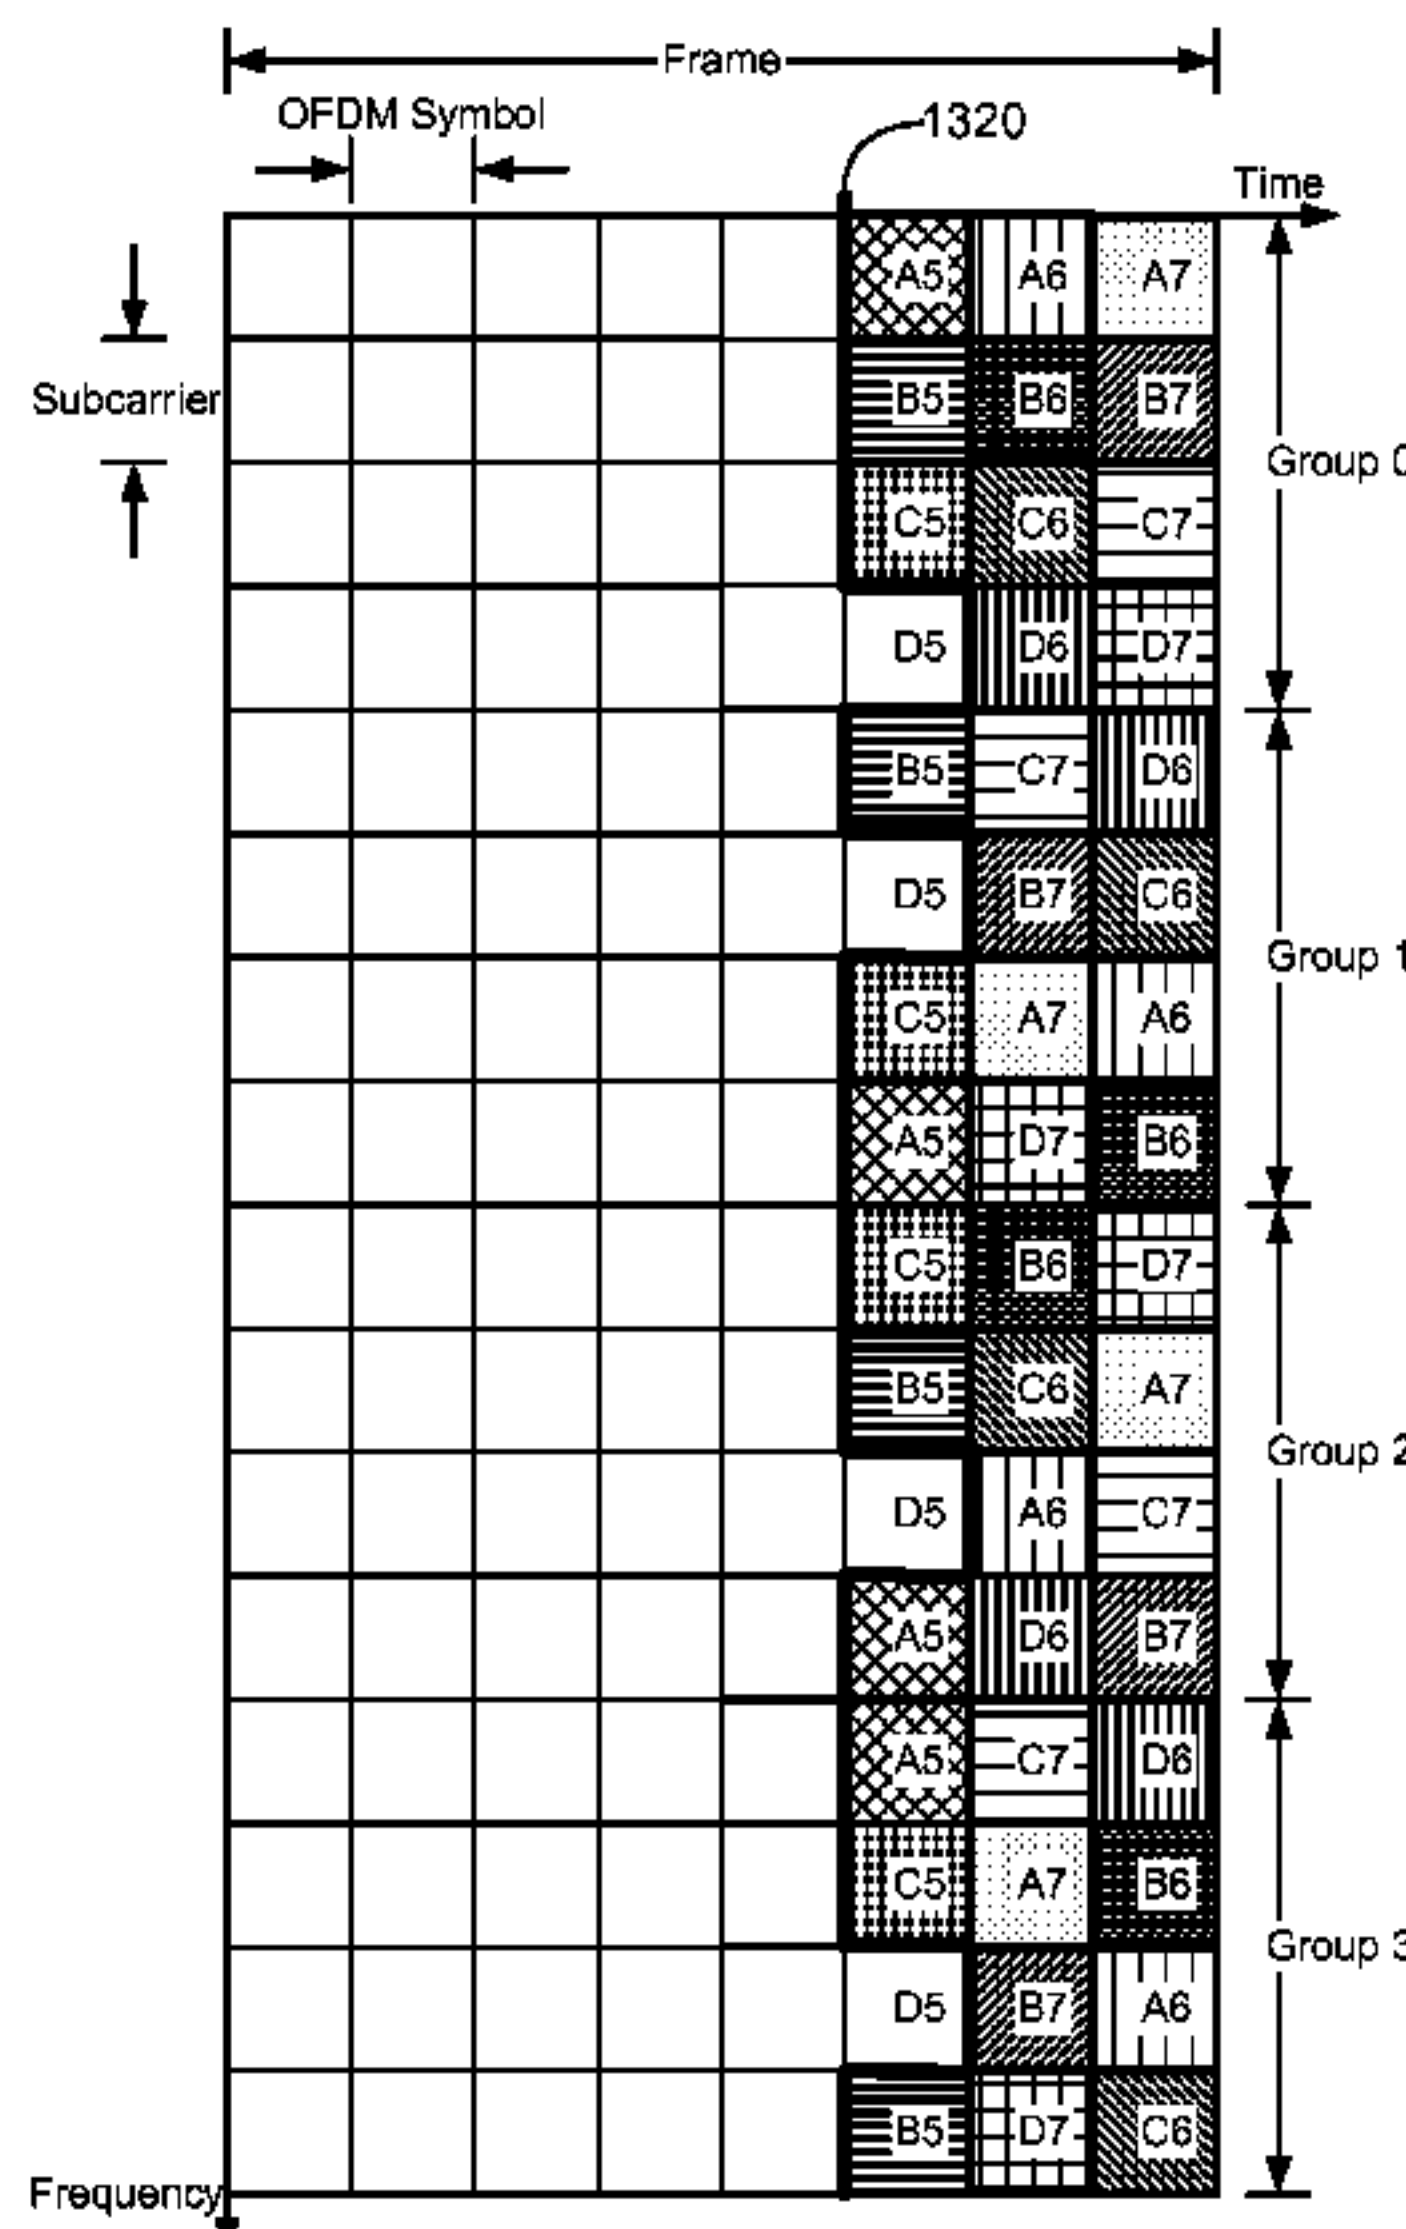 Frame
OFDM Symbol
1320
Time
A5 A6 A7
Subcarrier
B5 B6 B7
Group 0
C5 C6 C7
D5 D6 D7
B5 C7 D6
D5 B7 C6
Group 1
C5 A7 A6
A5 D7 B6
C5 B6 D7
B5 C6 A7
Group 2
D5 A6 C7
A5 D6 B7
A5 C7 D6
C5 A7 B6
Group 3
D5 B7 A6
B5 D7 C6
Frequency